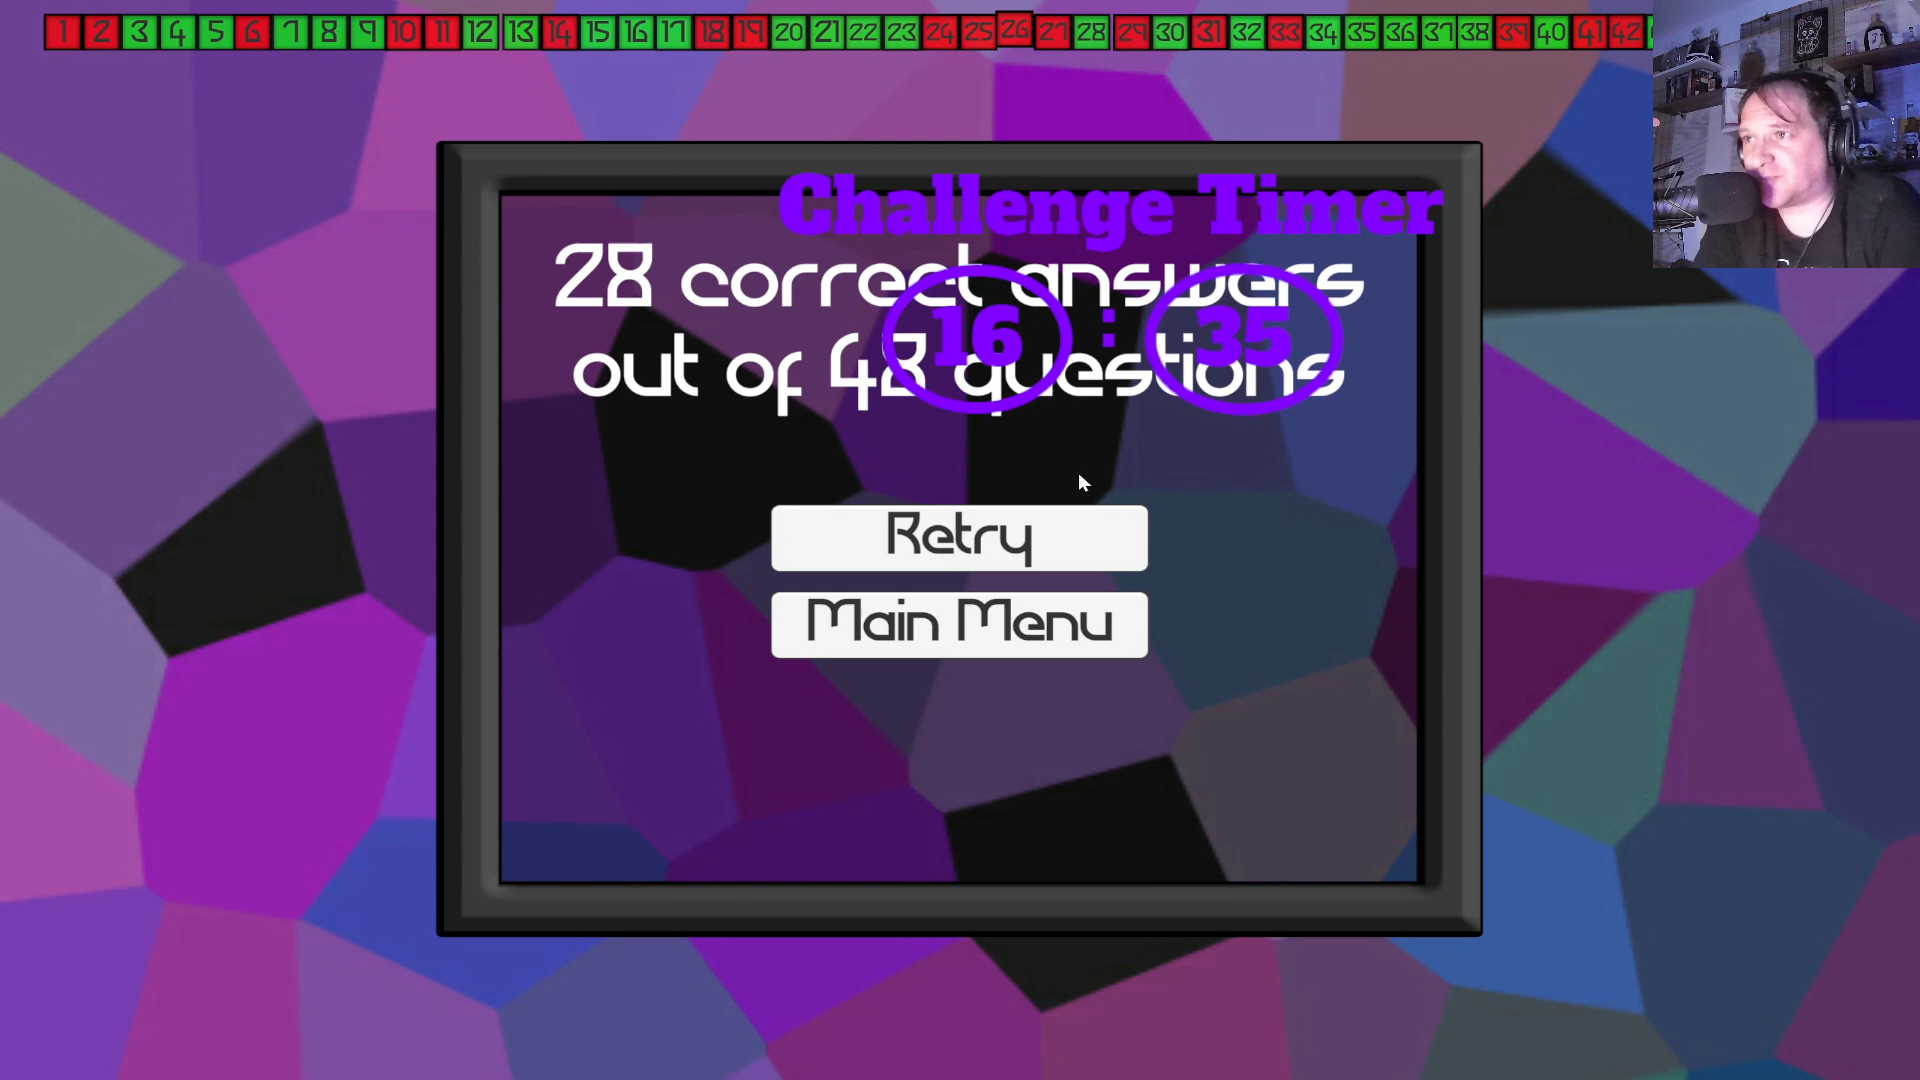 1 2 3 4 5 6 7 8 9 10 11 12 13 14 15 16 17 18 19 20 21 22 23 24 25 26 27 28 29 30 31 32 33 34 35 36 37 38 39 40 41 42
Challenge Timer
28 correct answers
16 : 35
out of 48 questions
Retry
Main Menu